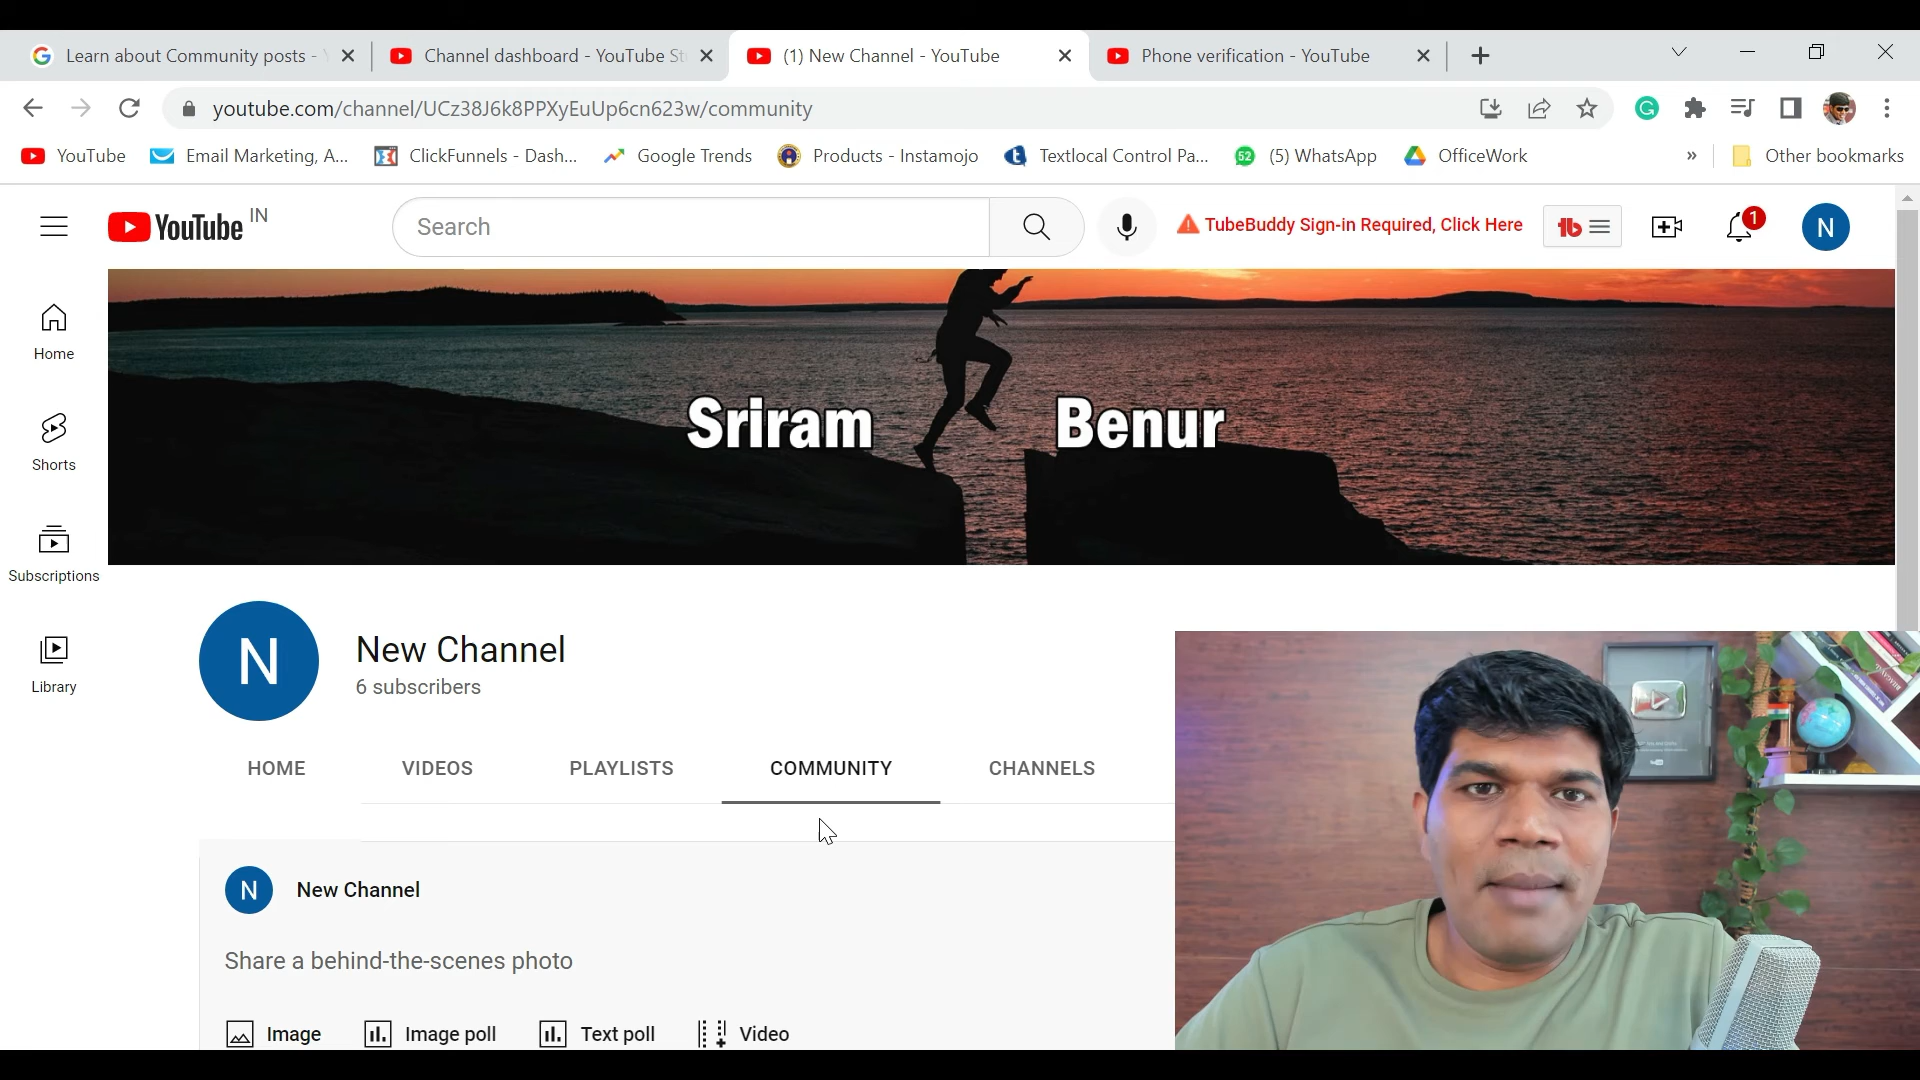 Learn about Community posts -
Channel dashboard - YouTube St
(1) New Channel - YouTube
Phone verification - YouTube
youtube.com/channel/UCz38J6k8PPXyEuUp6cn623w/community
YouTube
Email Marketing, A...
ClickFunnels - Dash...
Google Trends
Products - Instamojo
Textlocal Control Pa...
52
(5) WhatsApp
OfficeWork
»
Other bookmarks
YouTube IN
Search
TubeBuddy Sign-in Required, Click Here
tb
1
N
Home
Shorts
Subscriptions
Library
Sriram Benur
N
New Channel
6 subscribers
HOME
VIDEOS
PLAYLISTS
COMMUNITY
CHANNELS
N
New Channel
Share a behind-the-scenes photo
Image
Image poll
Text poll
Video